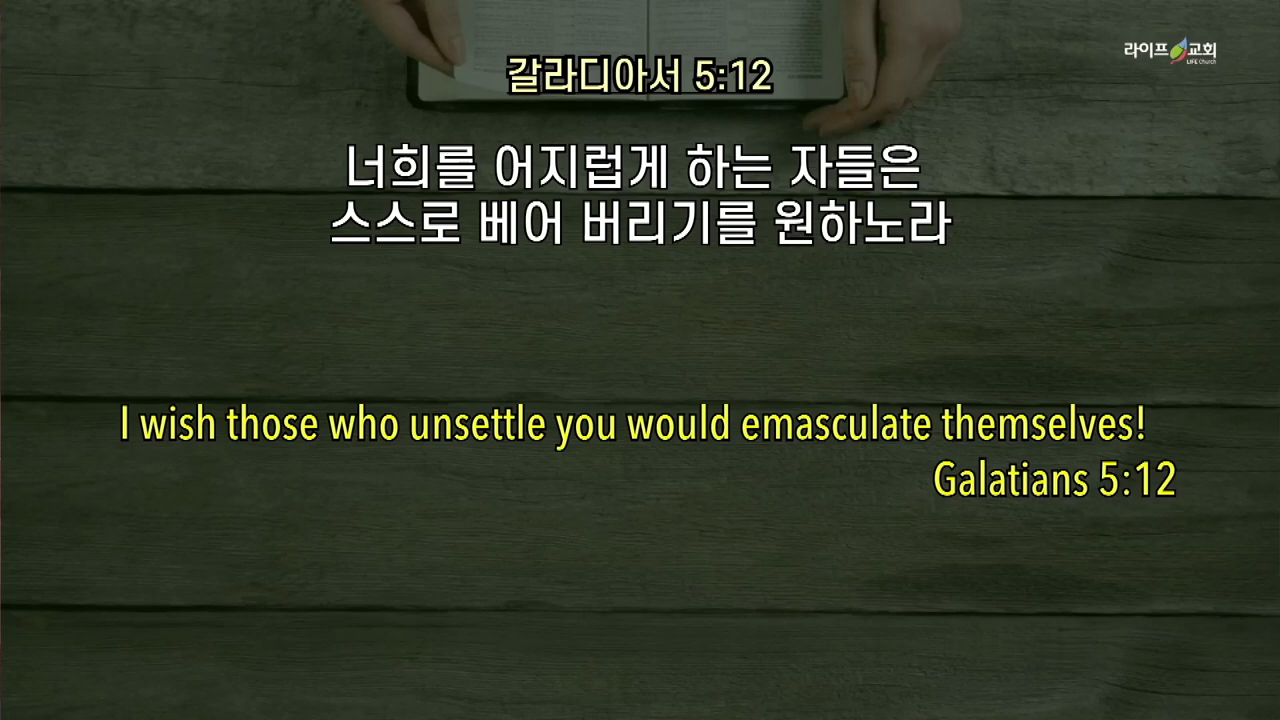 라이프교회
LIFE Church
갈라디아서 5:12
너희를 어지럽게 하는 자들은
스스로 베어 버리기를 원하노라
I wish those who unsettle you would emasculate themselves!
Galatians 5:12